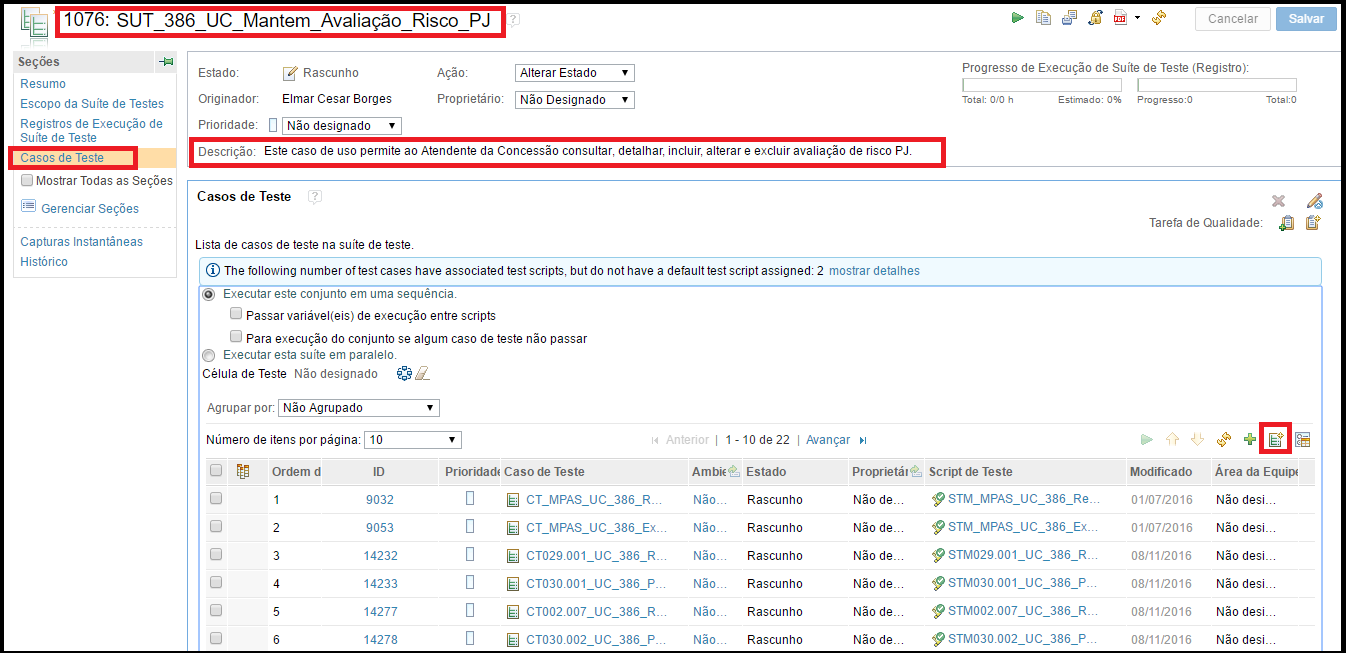 1076: SUT_386_UC_Mantem_Avaliação_Risco_PJ ?
PDF
Cancelar
Salvar
Seções
Resumo
Escopo da Suíte de Testes
Registros de Execução de
Suíte de Teste
Casos de Teste
Mostrar Todas as Seções
Gerenciar Seções
Capturas Instantâneas
Histórico
Estado: Rascunho Ação: Alterar Estado
Originador: Elmar Cesar Borges Proprietário: Não Designado
Prioridade: Não designado
Descrição: Este caso de uso permite ao Atendente da Concessão consultar, detalhar, incluir, alterar e excluir avaliação de risco PJ.
Progresso de Execução de Suíte de Teste (Registro):
Total: 0/0 h Estimado: 0% Progresso:0 Total:0
Casos de Teste ?
Tarefa de Qualidade:
Lista de casos de teste na suíte de teste.
The following number of test cases have associated test scripts, but do not have a default test script assigned: 2 mostrar detalhes
Executar este conjunto em uma sequência.
Passar variável(eis) de execução entre scripts
Para execução do conjunto se algum caso de teste não passar
Executar esta suíte em paralelo.
Célula de Teste Não designado
Agrupar por: Não Agrupado
Número de itens por página: 10 Anterior | 1 - 10 de 22 | Avançar
Ordem d ID Prioridade Caso de Teste Ambie Estado Proprietár Script de Teste Modificado Área da Equipe
1 9032 CT_MPAS_UC_386_R... Não... Rascunho Não de... STM_MPAS_UC_386_Re... 01/07/2016 Não desi...
2 9053 CT_MPAS_UC_386_Ex... Não... Rascunho Não de... STM_MPAS_UC_386_Ex... 01/07/2016 Não desi...
3 14232 CT029.001_UC_386_R... Não... Rascunho Não de... STM029.001_UC_386_R... 08/11/2016 Não desi...
4 14233 CT030.001_UC_386_P... Não... Rascunho Não de... STM030.001_UC_386_P... 08/11/2016 Não desi...
5 14277 CT002.007_UC_386_R... Não... Rascunho Não de... STM002.007_UC_386_R... 08/11/2016 Não desi...
6 14278 CT030.002_UC_386_P... Não... Rascunho Não de... STM030.002_UC_386_P... 08/11/2016 Não desi...